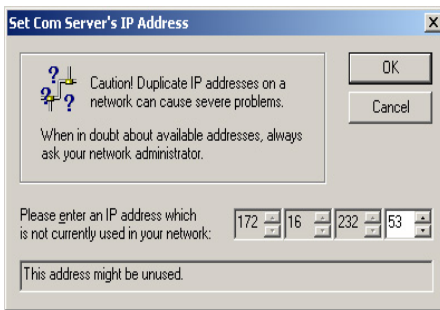 Set Com Server's IP Address
Caution! Duplicate IP addresses on a
network can cause severe problems.
When in doubt about available addresses, always
ask your network administrator.
OK
Cancel
Please enter an IP address which
is not currently used in your network:
172 16 232 53
This address might be unused.